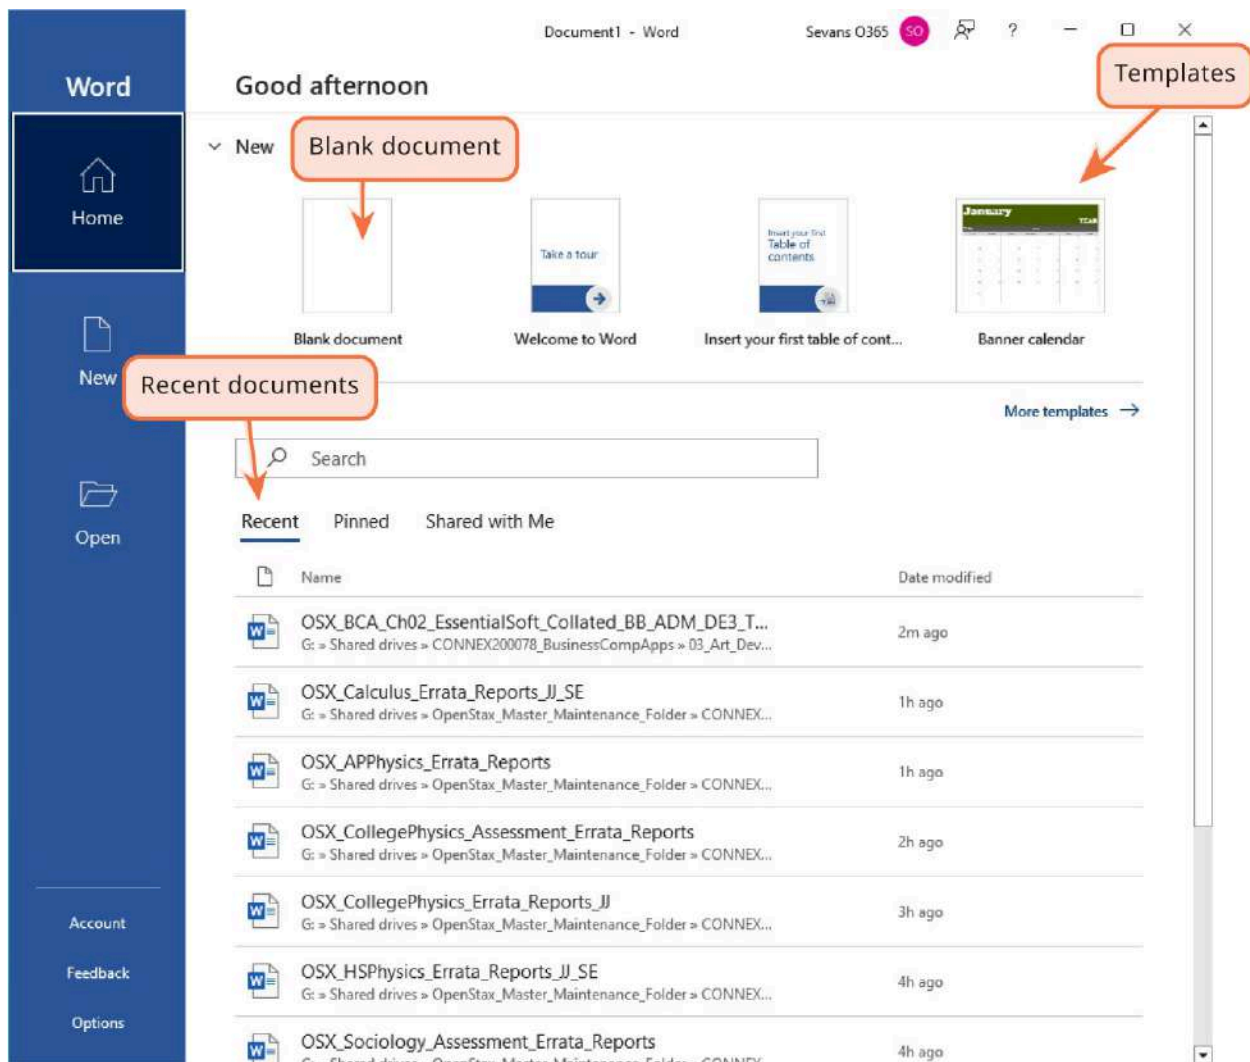 Document1 - Word
Sevans O365
SO
?
Word
Good afternoon
Templates
New
Blank document
Home
Take a tour
Insert your first
Table of
contents
January
YEAR
Blank document
Welcome to Word
Insert your first table of cont...
Banner calendar
New
Recent documents
More templates
Search
Open
Recent
Pinned
Shared with Me
Name
Date modified
OSX_BCA_Ch02_EssentialSoft_Collated_BB_ADM_DE3_T...
2m ago
G: » Shared drives » CONNEX200078_BusinessCompApps » 03_Art_Dev...
OSX_Calculus_Errata_Reports_JJ_SE
1h ago
G: » Shared drives » OpenStax_Master_Maintenance_Folder » CONNEX...
OSX_APPhysics_Errata_Reports
1h ago
G: » Shared drives » OpenStax_Master_Maintenance_Folder » CONNEX...
OSX_CollegePhysics_Assessment_Errata_Reports
2h ago
G: » Shared drives » OpenStax_Master_Maintenance_Folder » CONNEX...
OSX_CollegePhysics_Errata_Reports_JJ
3h ago
G: » Shared drives » OpenStax_Master_Maintenance_Folder » CONNEX...
OSX_HSPhysics_Errata_Reports_JJ_SE
4h ago
G: » Shared drives » OpenStax_Master_Maintenance_Folder » CONNEX...
OSX_Sociology_Assessment_Errata_Reports
4h ago
Account
Feedback
Options